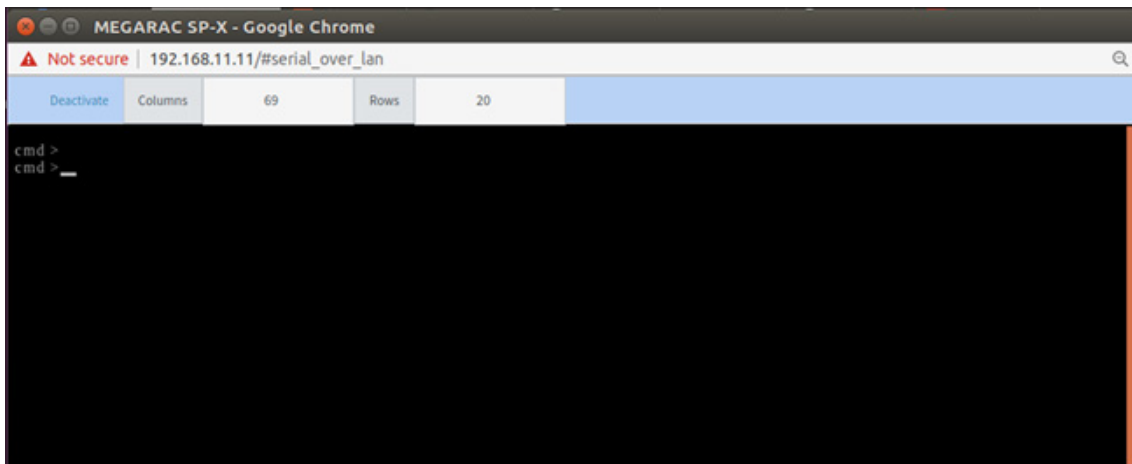 MEGARAC SP-X - Google Chrome
Not secure | 192.168.11.11/#serial_over_lan
Deactivate Columns 69 Rows 20
cmd >
cmd >